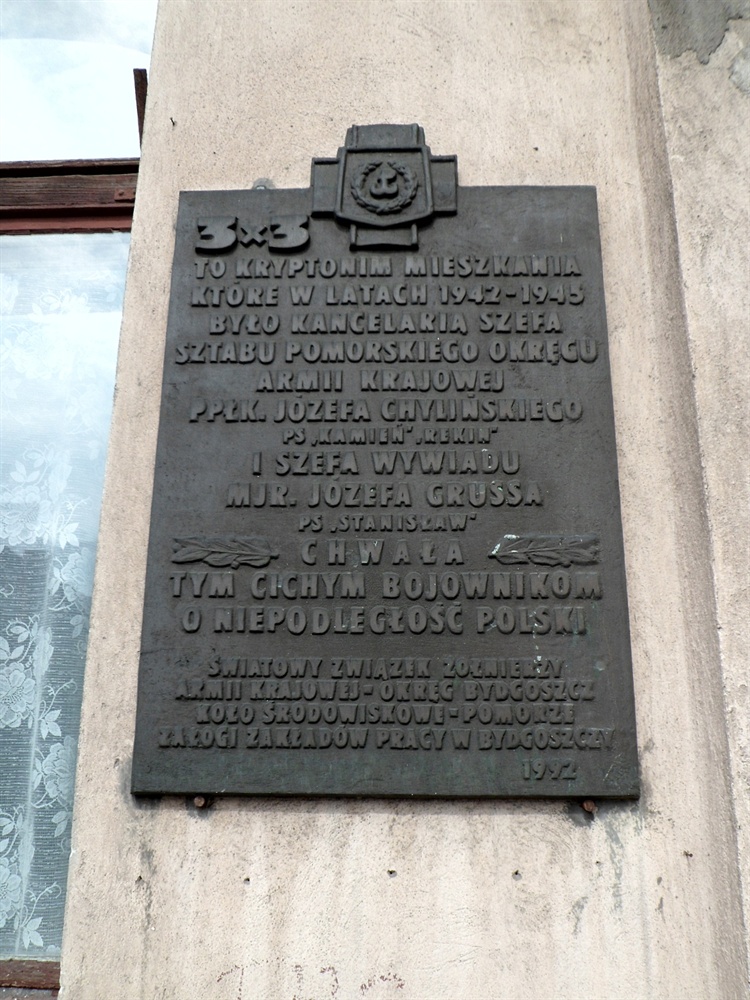 3x3
TO KRYPTONIM MIESZKANIA
KTÓRE W LATACH 1942-1945
BYŁO KANCELARIĄ SZEFA
SZTABU POMORSKIEGO OKRĘGU
ARMII KRAJOWEJ
PPŁK. JÓZEFA CHYLIŃSKIEGO
PS „KAMIEŃ” „REKIN”
I SZEFA WYWIADU
MJR. JÓZEFA GRUSSA
PS „STANISŁAW”
CHWAŁA
TYM CICHYM BOJOWNIKOM
O NIEPODLEGŁOŚĆ POLSKI
ŚWIATOWY ZWIĄZEK ŻOŁNIERZY
ARMII KRAJOWEJ-OKRĘG BYDGOSZCZ
KOŁO ŚRODOWISKOWE-POMORZE
ZAŁOGI ZAKŁADÓW PRACY W BYDGOSZCZY
1992